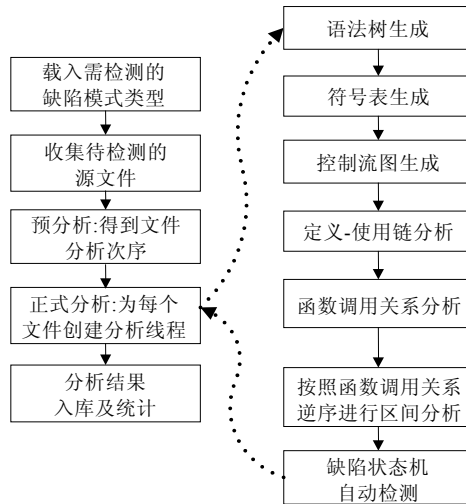 载入需检测的
缺陷模式类型
收集待检测的
源文件
预分析:得到文件
分析次序
正式分析:为每个
文件创建分析线程
分析结果
入库及统计
语法树生成
符号表生成
控制流图生成
定义-使用链分析
函数调用关系分析
按照函数调用关系
逆序进行区间分析
缺陷状态机
自动检测